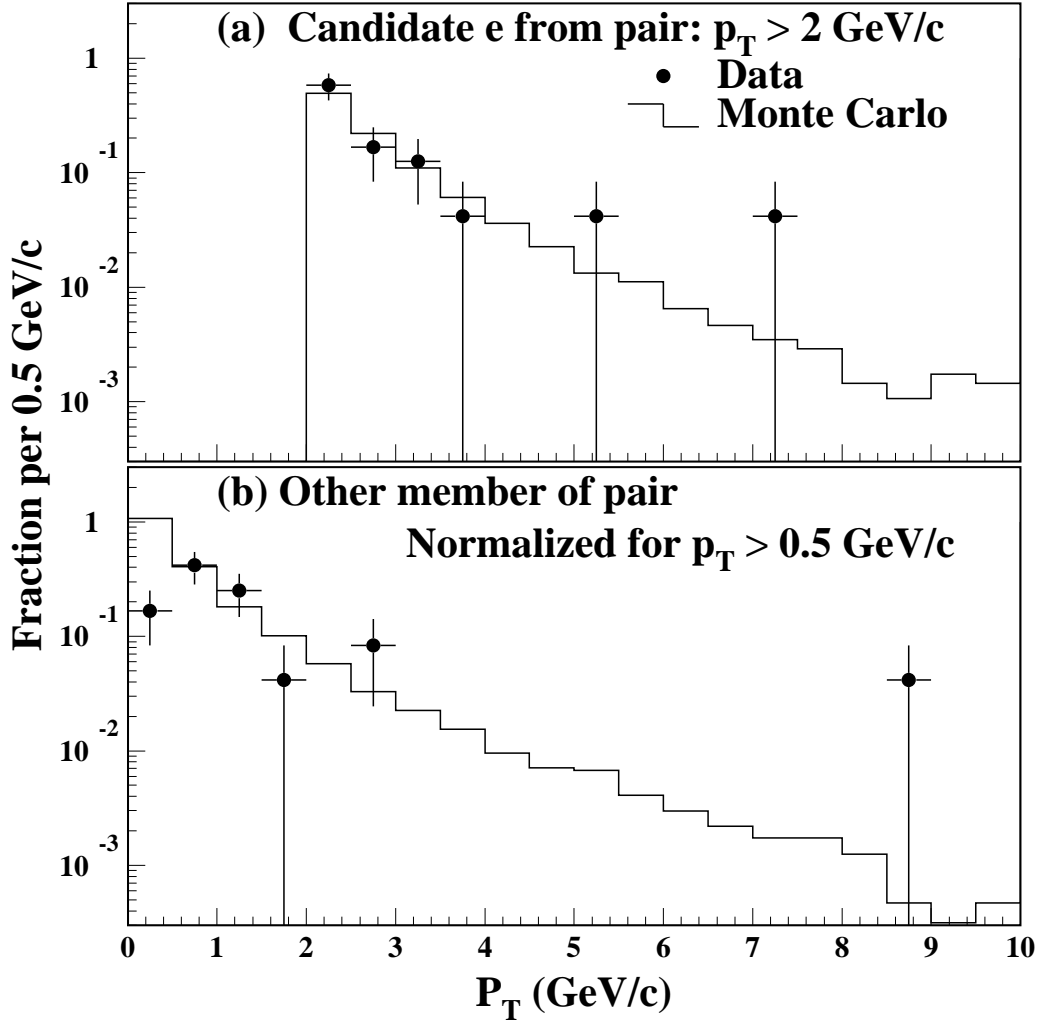 (a) Candidate e from pair: p_T > 2 GeV/c
Data
Monte Carlo
1
10^-1
10^-2
10^-3
(b) Other member of pair
Normalized for p_T > 0.5 GeV/c
1
10^-1
10^-2
10^-3
0 1 2 3 4 5 6 7 8 9 10
P_T (GeV/c)
Fraction per 0.5 GeV/c